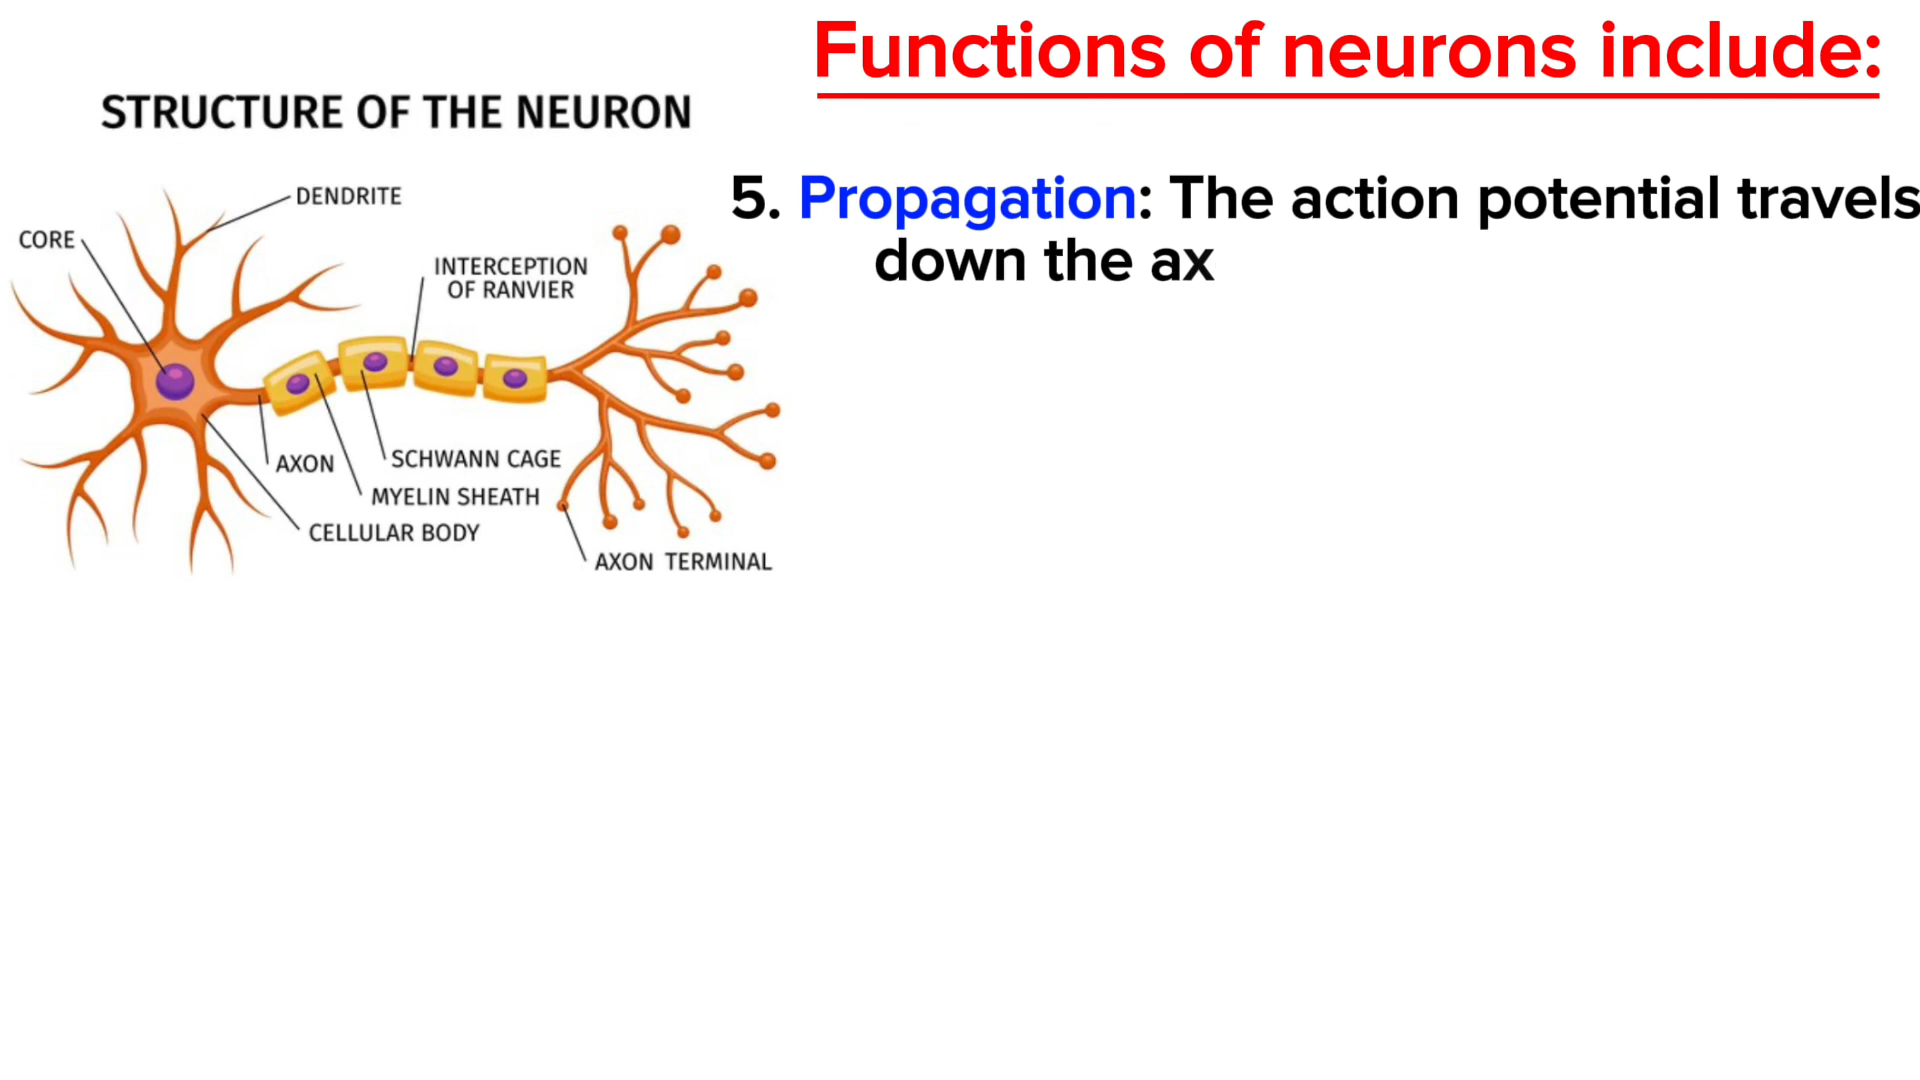 Functions of neurons include:
STRUCTURE OF THE NEURON
5. Propagation: The action potential travels
down the ax
DENDRITE
CORE
INTERCEPTION
OF RANVIER
AXON
SCHWANN CAGE
MYELIN SHEATH
CELLULAR BODY
AXON TERMINAL